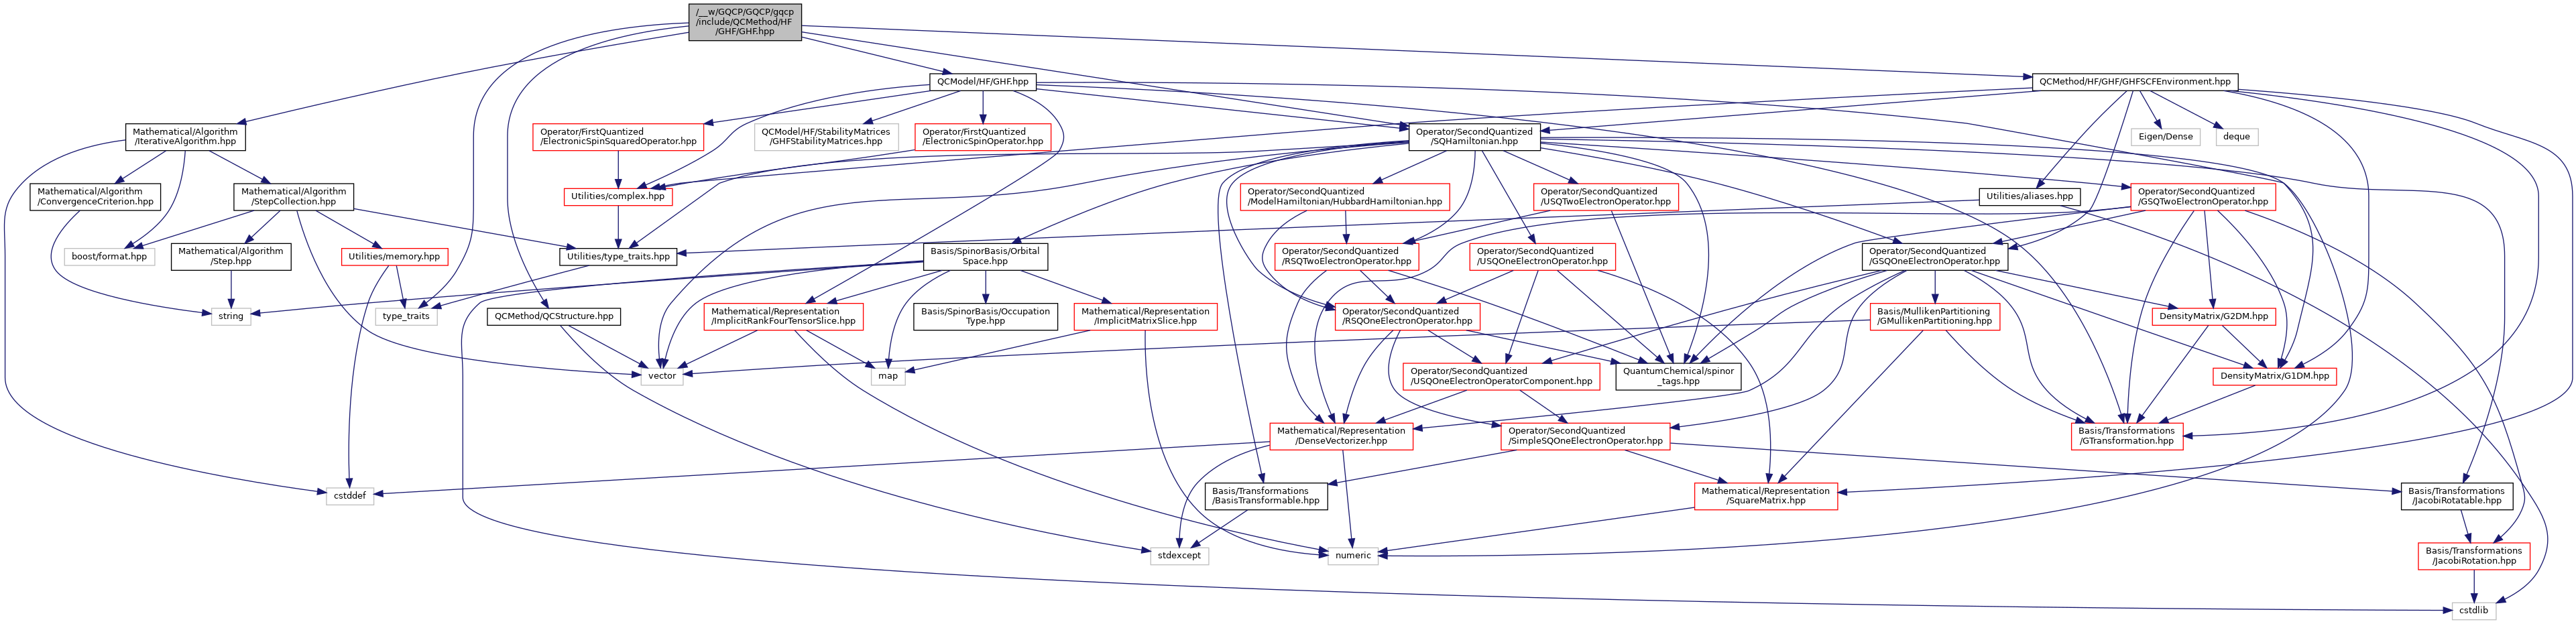 /__w/GQCP/GQCP/gqcp
/include/QCMethod/HF
/GHF/GHF.hpp
QCModel/HF/GHF.hpp
QCMethod/HF/GHF/GHFSCFEnvironment.hpp
Mathematical/Algorithm
/IterativeAlgorithm.hpp
Operator/FirstQuantized
/ElectronicSpinSquaredOperator.hpp
QCModel/HF/StabilityMatrices
/GHFStabilityMatrices.hpp
Operator/FirstQuantized
/ElectronicSpinOperator.hpp
Operator/SecondQuantized
/SQHamiltonian.hpp
Eigen/Dense
deque
Mathematical/Algorithm
/ConvergenceCriterion.hpp
Mathematical/Algorithm
/StepCollection.hpp
Utilities/complex.hpp
Operator/SecondQuantized
/ModelHamiltonian/HubbardHamiltonian.hpp
Operator/SecondQuantized
/USQTwoElectronOperator.hpp
Utilities/aliases.hpp
Operator/SecondQuantized
/GSQTwoElectronOperator.hpp
boost/format.hpp
Mathematical/Algorithm
/Step.hpp
Utilities/memory.hpp
Utilities/type_traits.hpp
Basis/SpinorBasis/Orbital
Space.hpp
Operator/SecondQuantized
/RSQTwoElectronOperator.hpp
Operator/SecondQuantized
/USQOneElectronOperator.hpp
Operator/SecondQuantized
/GSQOneElectronOperator.hpp
string
type_traits
QCMethod/QCStructure.hpp
Mathematical/Representation
/ImplicitRankFourTensorSlice.hpp
Basis/SpinorBasis/Occupation
Type.hpp
Mathematical/Representation
/ImplicitMatrixSlice.hpp
Operator/SecondQuantized
/RSQOneElectronOperator.hpp
Basis/MullikenPartitioning
/GMullikenPartitioning.hpp
DensityMatrix/G2DM.hpp
vector
map
Operator/SecondQuantized
/USQOneElectronOperatorComponent.hpp
QuantumChemical/spinor
_tags.hpp
DensityMatrix/G1DM.hpp
Mathematical/Representation
/DenseVectorizer.hpp
Operator/SecondQuantized
/SimpleSQOneElectronOperator.hpp
Basis/Transformations
/GTransformation.hpp
cstddef
Basis/Transformations
/BasisTransformable.hpp
Mathematical/Representation
/SquareMatrix.hpp
Basis/Transformations
/JacobiRotatable.hpp
stdexcept
numeric
Basis/Transformations
/JacobiRotation.hpp
cstdlib